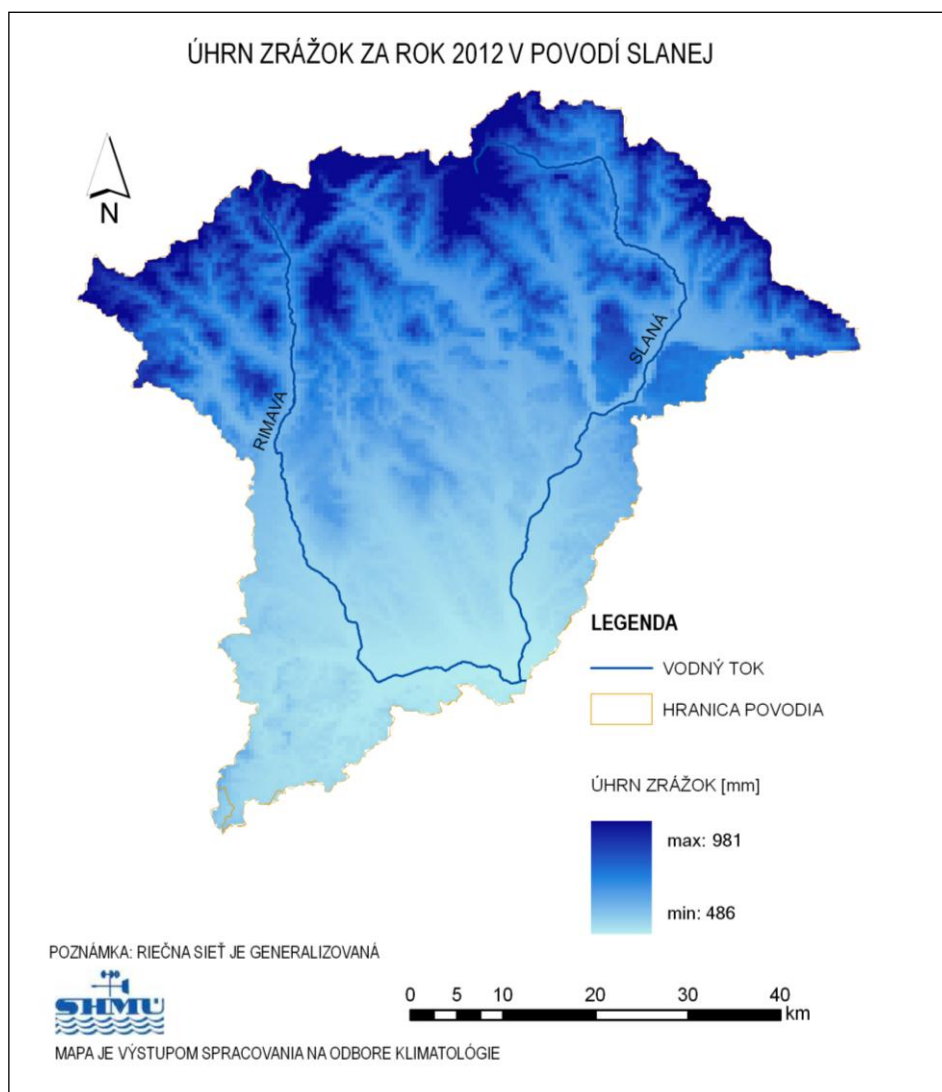 ÚHRN ZRÁŽOK ZA ROK 2012 V POVODÍ SLANEJ
N
RIMAVA
SLANÁ
LEGENDA
VODNÝ TOK
HRANICA POVODIA
ÚHRN ZRÁŽOK [mm]
max: 981
min: 486
POZNÁMKA: RIEČNA SIEŤ JE GENERALIZOVANÁ
SHMÚ
0 5 10 20 30 40
km
MAPA JE VÝSTUPOM SPRACOVANIA NA ODBORE KLIMATOLÓGIE